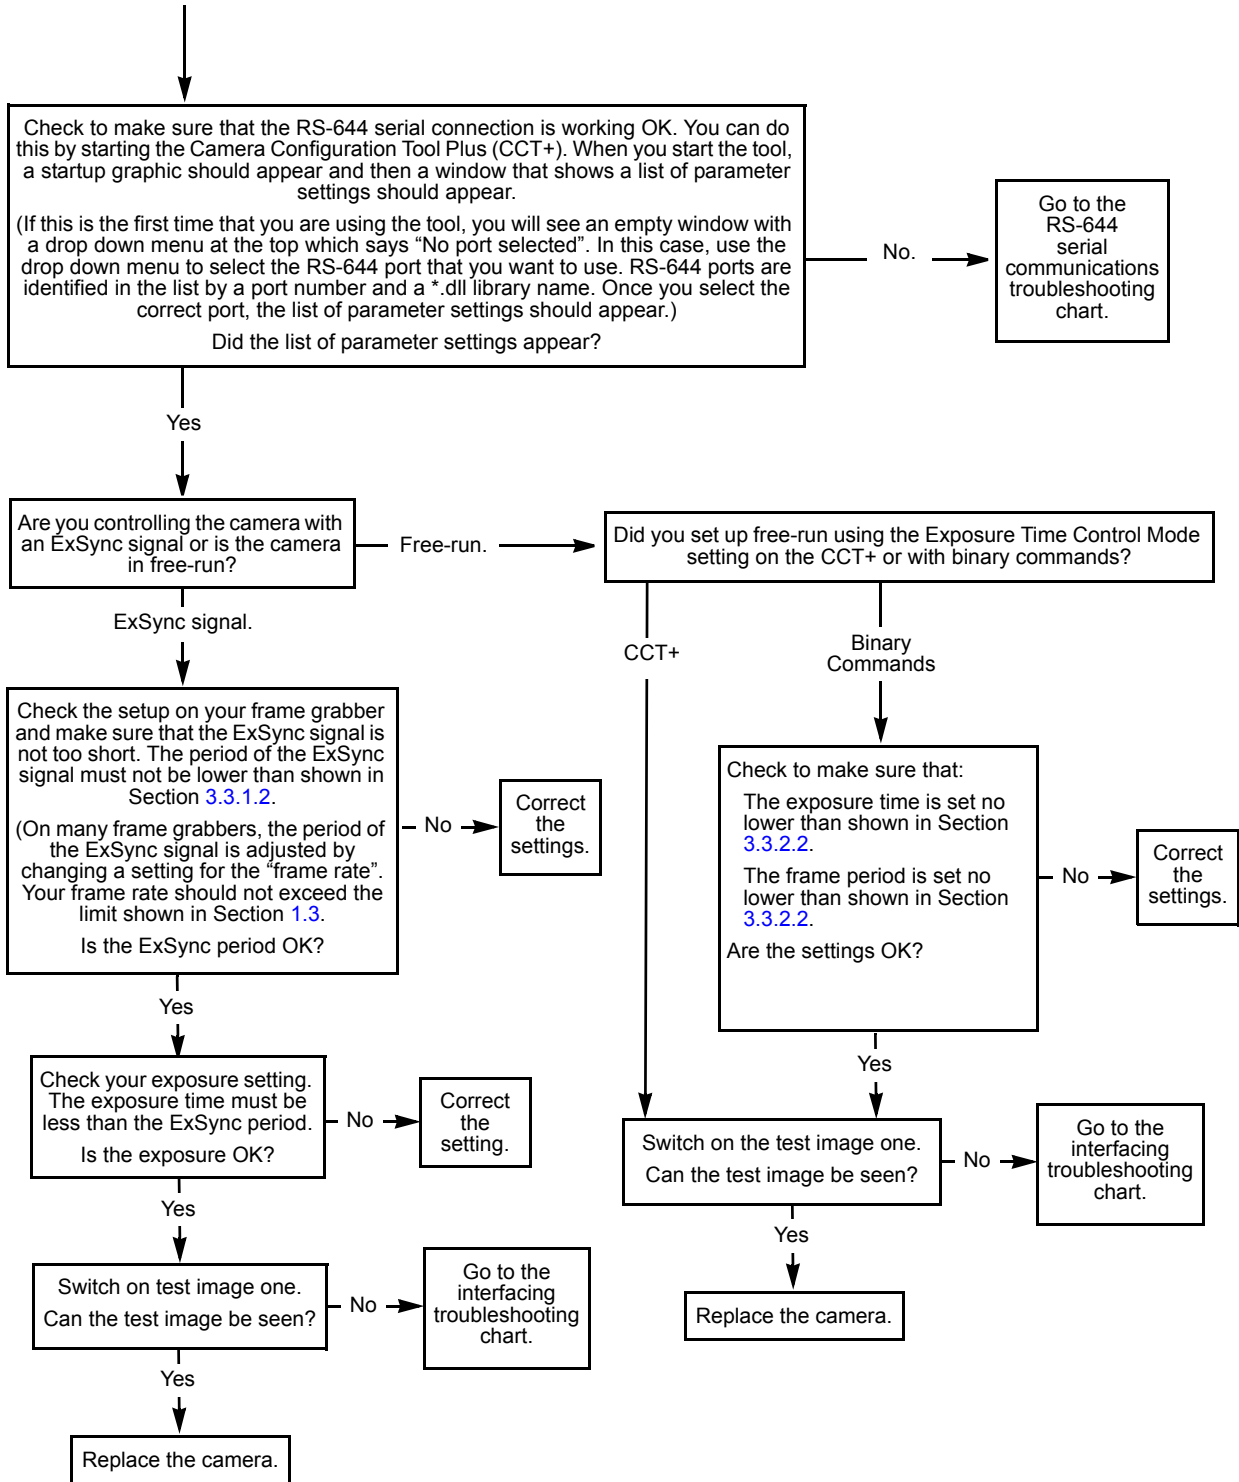 Check to make sure that the RS-644 serial connection is working OK. You can do
this by starting the Camera Configuration Tool Plus (CCT+). When you start the tool,
a startup graphic should appear and then a window that shows a list of parameter
settings should appear.
(If this is the first time that you are using the tool, you will see an empty window with
a drop down menu at the top which says “No port selected”. In this case, use the
drop down menu to select the RS-644 port that you want to use. RS-644 ports are
identified in the list by a port number and a *.dll library name. Once you select the
correct port, the list of parameter settings should appear.)
Did the list of parameter settings appear?
No.
Go to the
RS-644
serial
communications
troubleshooting
chart.
Yes
Are you controlling the camera with
an ExSync signal or is the camera
in free-run?
Free-run.
Did you set up free-run using the Exposure Time Control Mode
setting on the CCT+ or with binary commands?
ExSync signal.
CCT+
Binary
Commands
Check the setup on your frame grabber
and make sure that the ExSync signal is
not too short. The period of the ExSync
signal must not be lower than shown in
Section 3.3.1.2.
(On many frame grabbers, the period of
the ExSync signal is adjusted by
changing a setting for the “frame rate”.
Your frame rate should not exceed the
limit shown in Section 1.3.
Is the ExSync period OK?
No
Correct
the
settings.
Check to make sure that:
The exposure time is set no
lower than shown in Section
3.3.2.2.
The frame period is set no
lower than shown in Section
3.3.2.2.
Are the settings OK?
No
Correct
the
settings.
Yes
Yes
Check your exposure setting.
The exposure time must be
less than the ExSync period.
Is the exposure OK?
No
Correct
the
setting.
Switch on the test image one.
Can the test image be seen?
No
Go to the
interfacing
troubleshooting
chart.
Yes
Yes
Switch on test image one.
Can the test image be seen?
No
Go to the
interfacing
troubleshooting
chart.
Replace the camera.
Yes
Replace the camera.